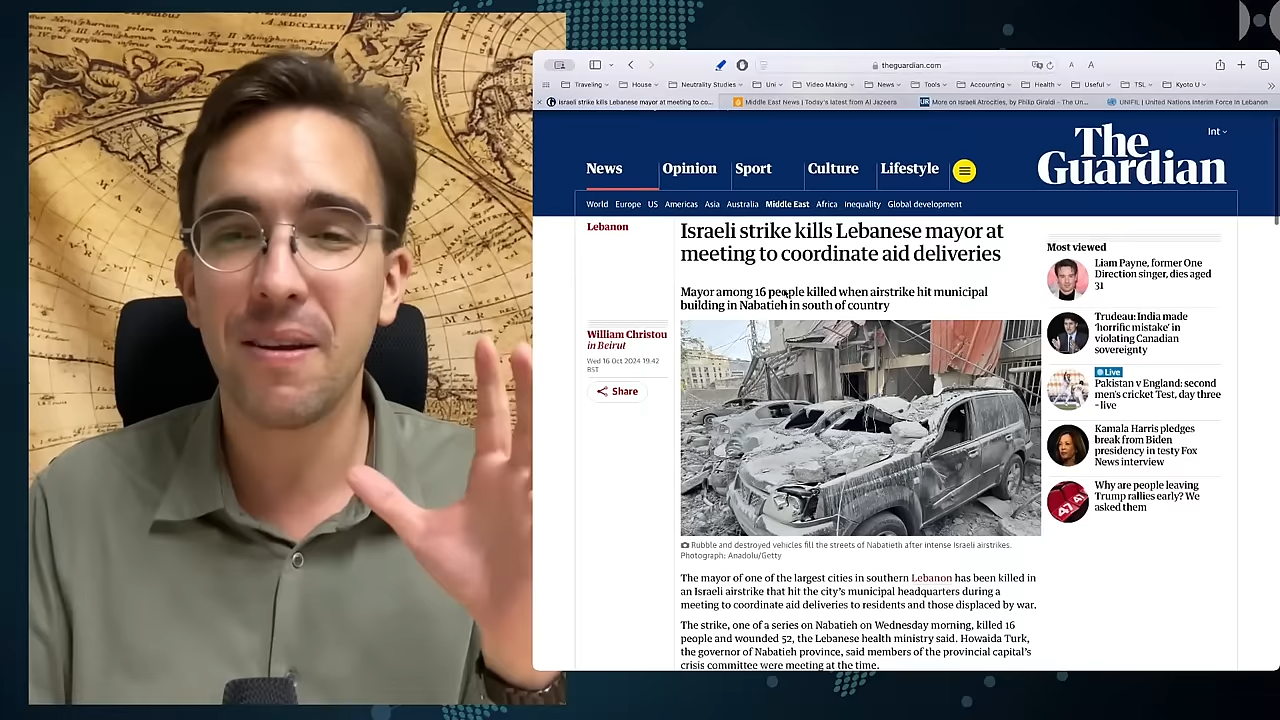 theguardian.com
Traveling
House
Neutrality Studies
Uni
Video Making
News
Tools
Accounting
Health
Useful
TSL
Kyoto U
Israeli strike kills Lebanese mayor at meeting to co...
Middle East News | Today's latest from Al Jazeera
More on Israeli Atrocities, by Philip Giraldi - The Un...
UNIFIL | United Nations Interim Force In Lebanon
Int
The
Guardian
News
Opinion
Sport
Culture
Lifestyle
World
Europe
US
Americas
Asia
Australia
Middle East
Africa
Inequality
Global development
Lebanon
Israeli strike kills Lebanese mayor at
meeting to coordinate aid deliveries
Mayor among 16 people killed when airstrike hit municipal
building in Nabatieh in south of country
William Christou
in Beirut
Wed 16 Oct 2024 19.42
BST
Share
Rubble and destroyed vehicles fill the streets of Nabatieth after intense Israeli airstrikes.
Photograph: Anadolu/Getty
The mayor of one of the largest cities in southern Lebanon has been killed in
an Israeli airstrike that hit the city's municipal headquarters during a
meeting to coordinate aid deliveries to residents and those displaced by war.
The strike, one of a series on Nabatieh on Wednesday morning, killed 16
people and wounded 52, the Lebanese health ministry said. Howaida Turk,
the governor of Nabatieh province, said members of the provincial capital's
crisis committee were meeting at the time.
Most viewed
Liam Payne, former One
Direction singer, dies aged
31
Trudeau: India made
'horrific mistake' in
violating Canadian
sovereignty
Live
Pakistan v England: second
men's cricket Test, day three
– live
Kamala Harris pledges
break from Biden
presidency in testy Fox
News interview
Why are people leaving
Trump rallies early? We
asked them